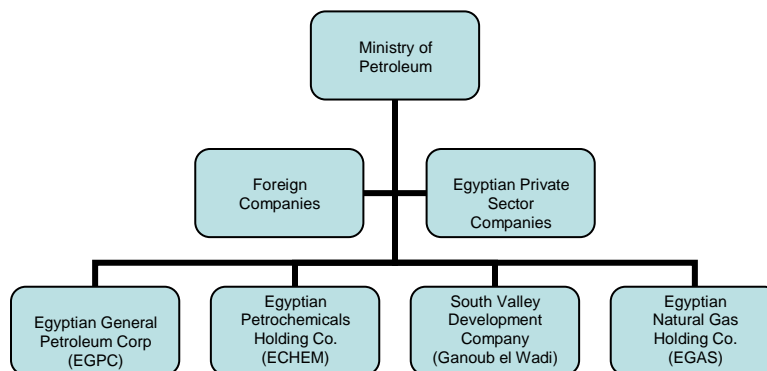 Ministry of
Petroleum
Foreign
Companies
Egyptian Private
Sector
Companies
Egyptian General
Petroleum Corp
(EGPC)
Egyptian
Petrochemicals
Holding Co.
(ECHEM)
South Valley
Development
Company
(Ganoub el Wadi)
Egyptian
Natural Gas
Holding Co.
(EGAS)